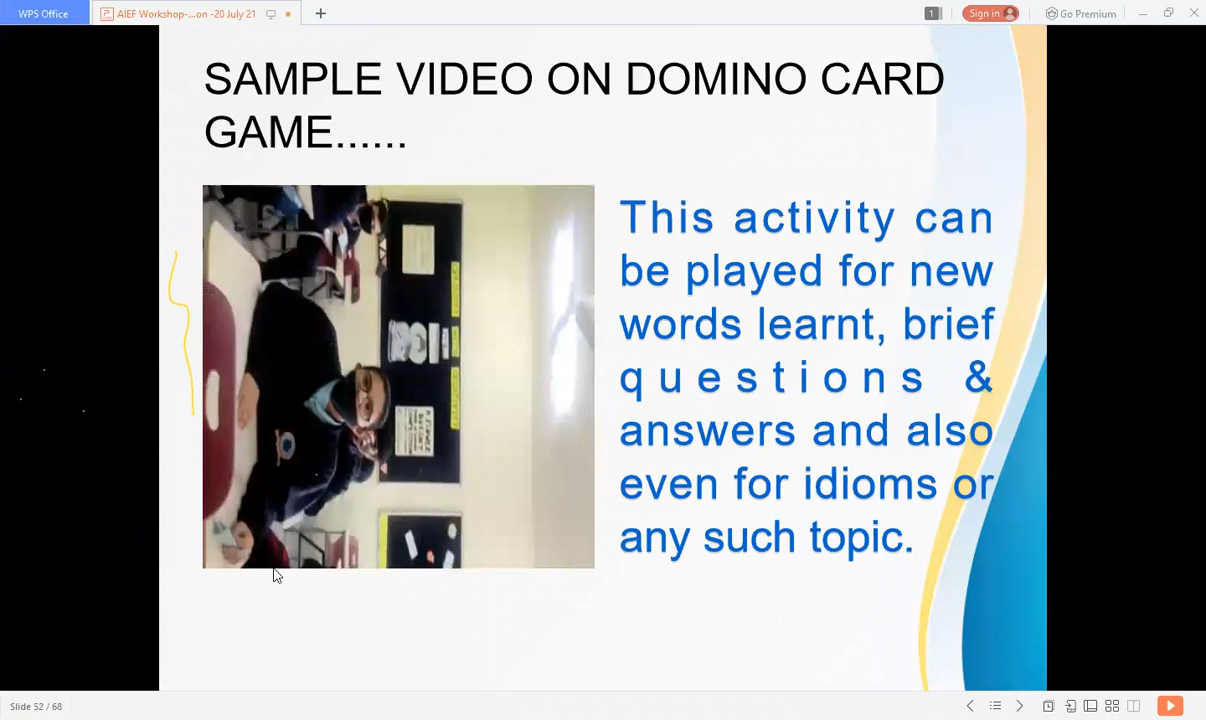 WPS Office
AIEF Workshop-...on -20 July 21
1
Sign in
Go Premium
SAMPLE VIDEO ON DOMINO CARD
GAME......
This activity can
be played for new
words learnt, brief
questions &
answers and also
even for idioms or
any such topic.
Slide 52 / 68